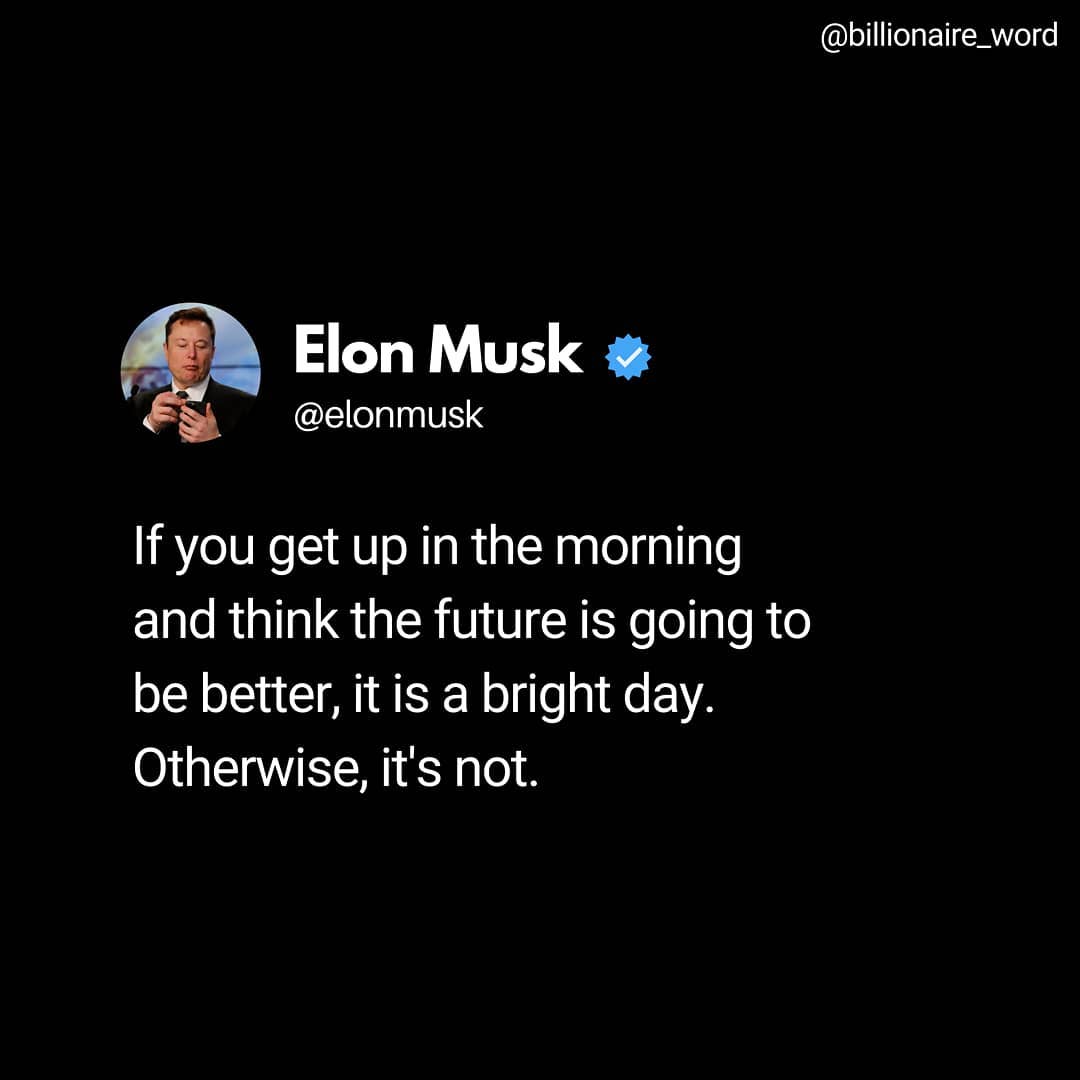 @billionaire_word
Elon Musk
@elonmusk
If you get up in the morning
and think the future is going to
be better, it is a bright day.
Otherwise, it's not.